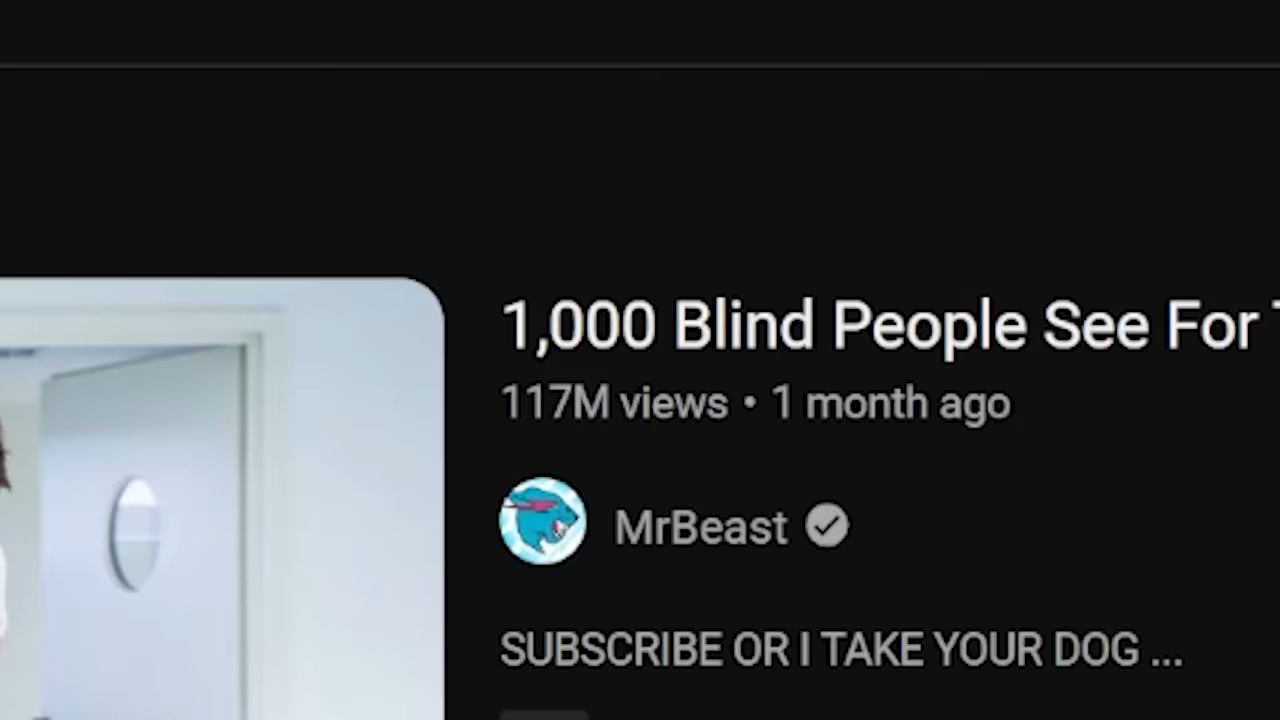 1,000 Blind People See For
117M views • 1 month ago
MrBeast
SUBSCRIBE OR I TAKE YOUR DOG ...